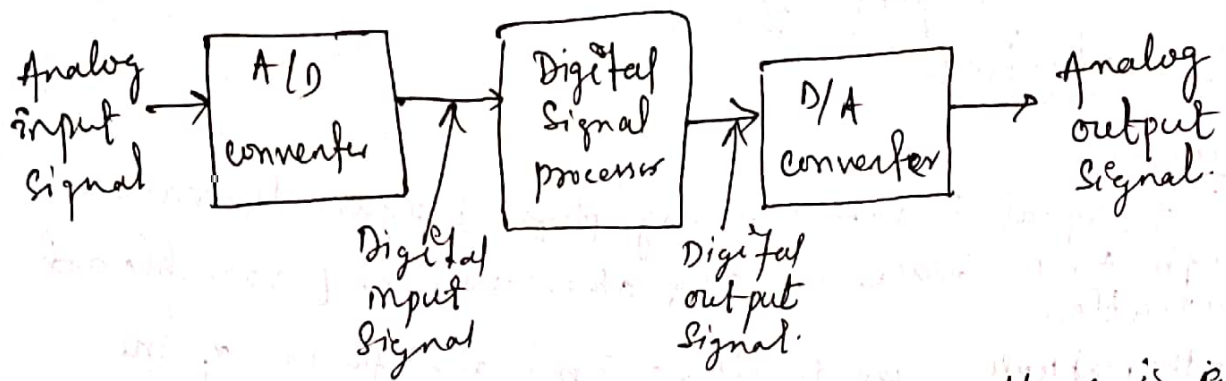 Analog
input
signal
A/D
converter
Digital
Signal
processor
D/A
converter
Analog
output
Signal.
Digital
input
Signal
Digital
output
Signal.